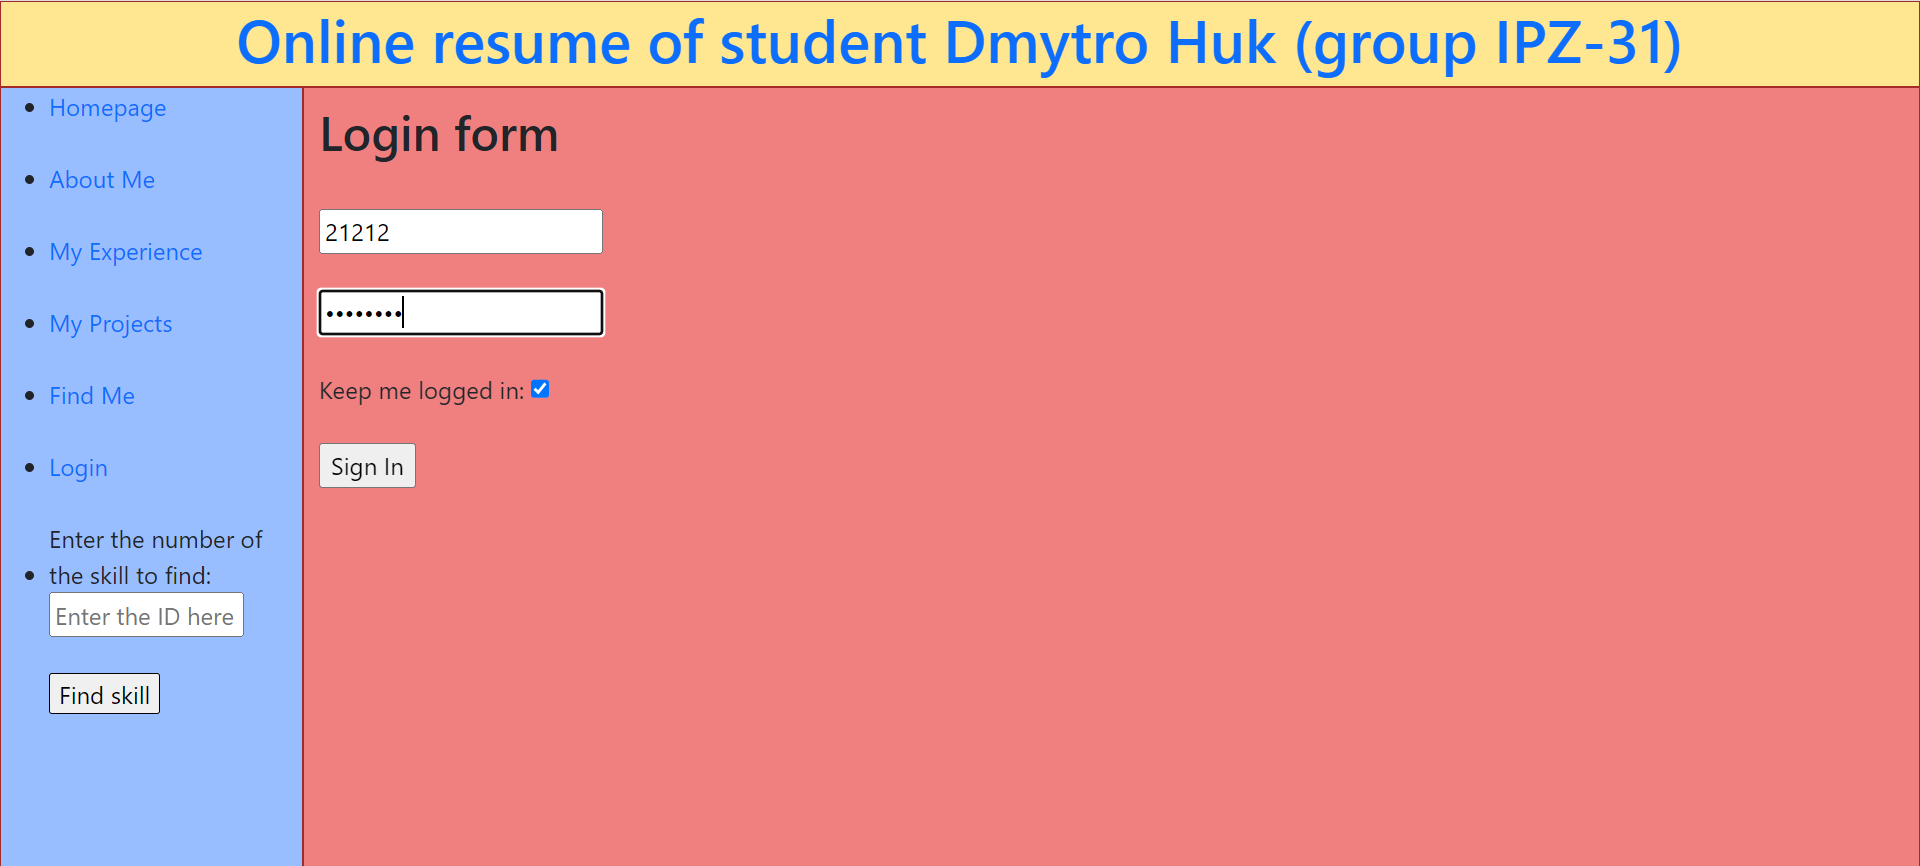 Online resume of student Dmytro Huk (group IPZ-31)
Homepage
About Me
My Experience
My Projects
Find Me
Login
Enter the number of
the skill to find:
Enter the ID here
Find skill
Login form
21212
••••••••
Keep me logged in:
Sign In